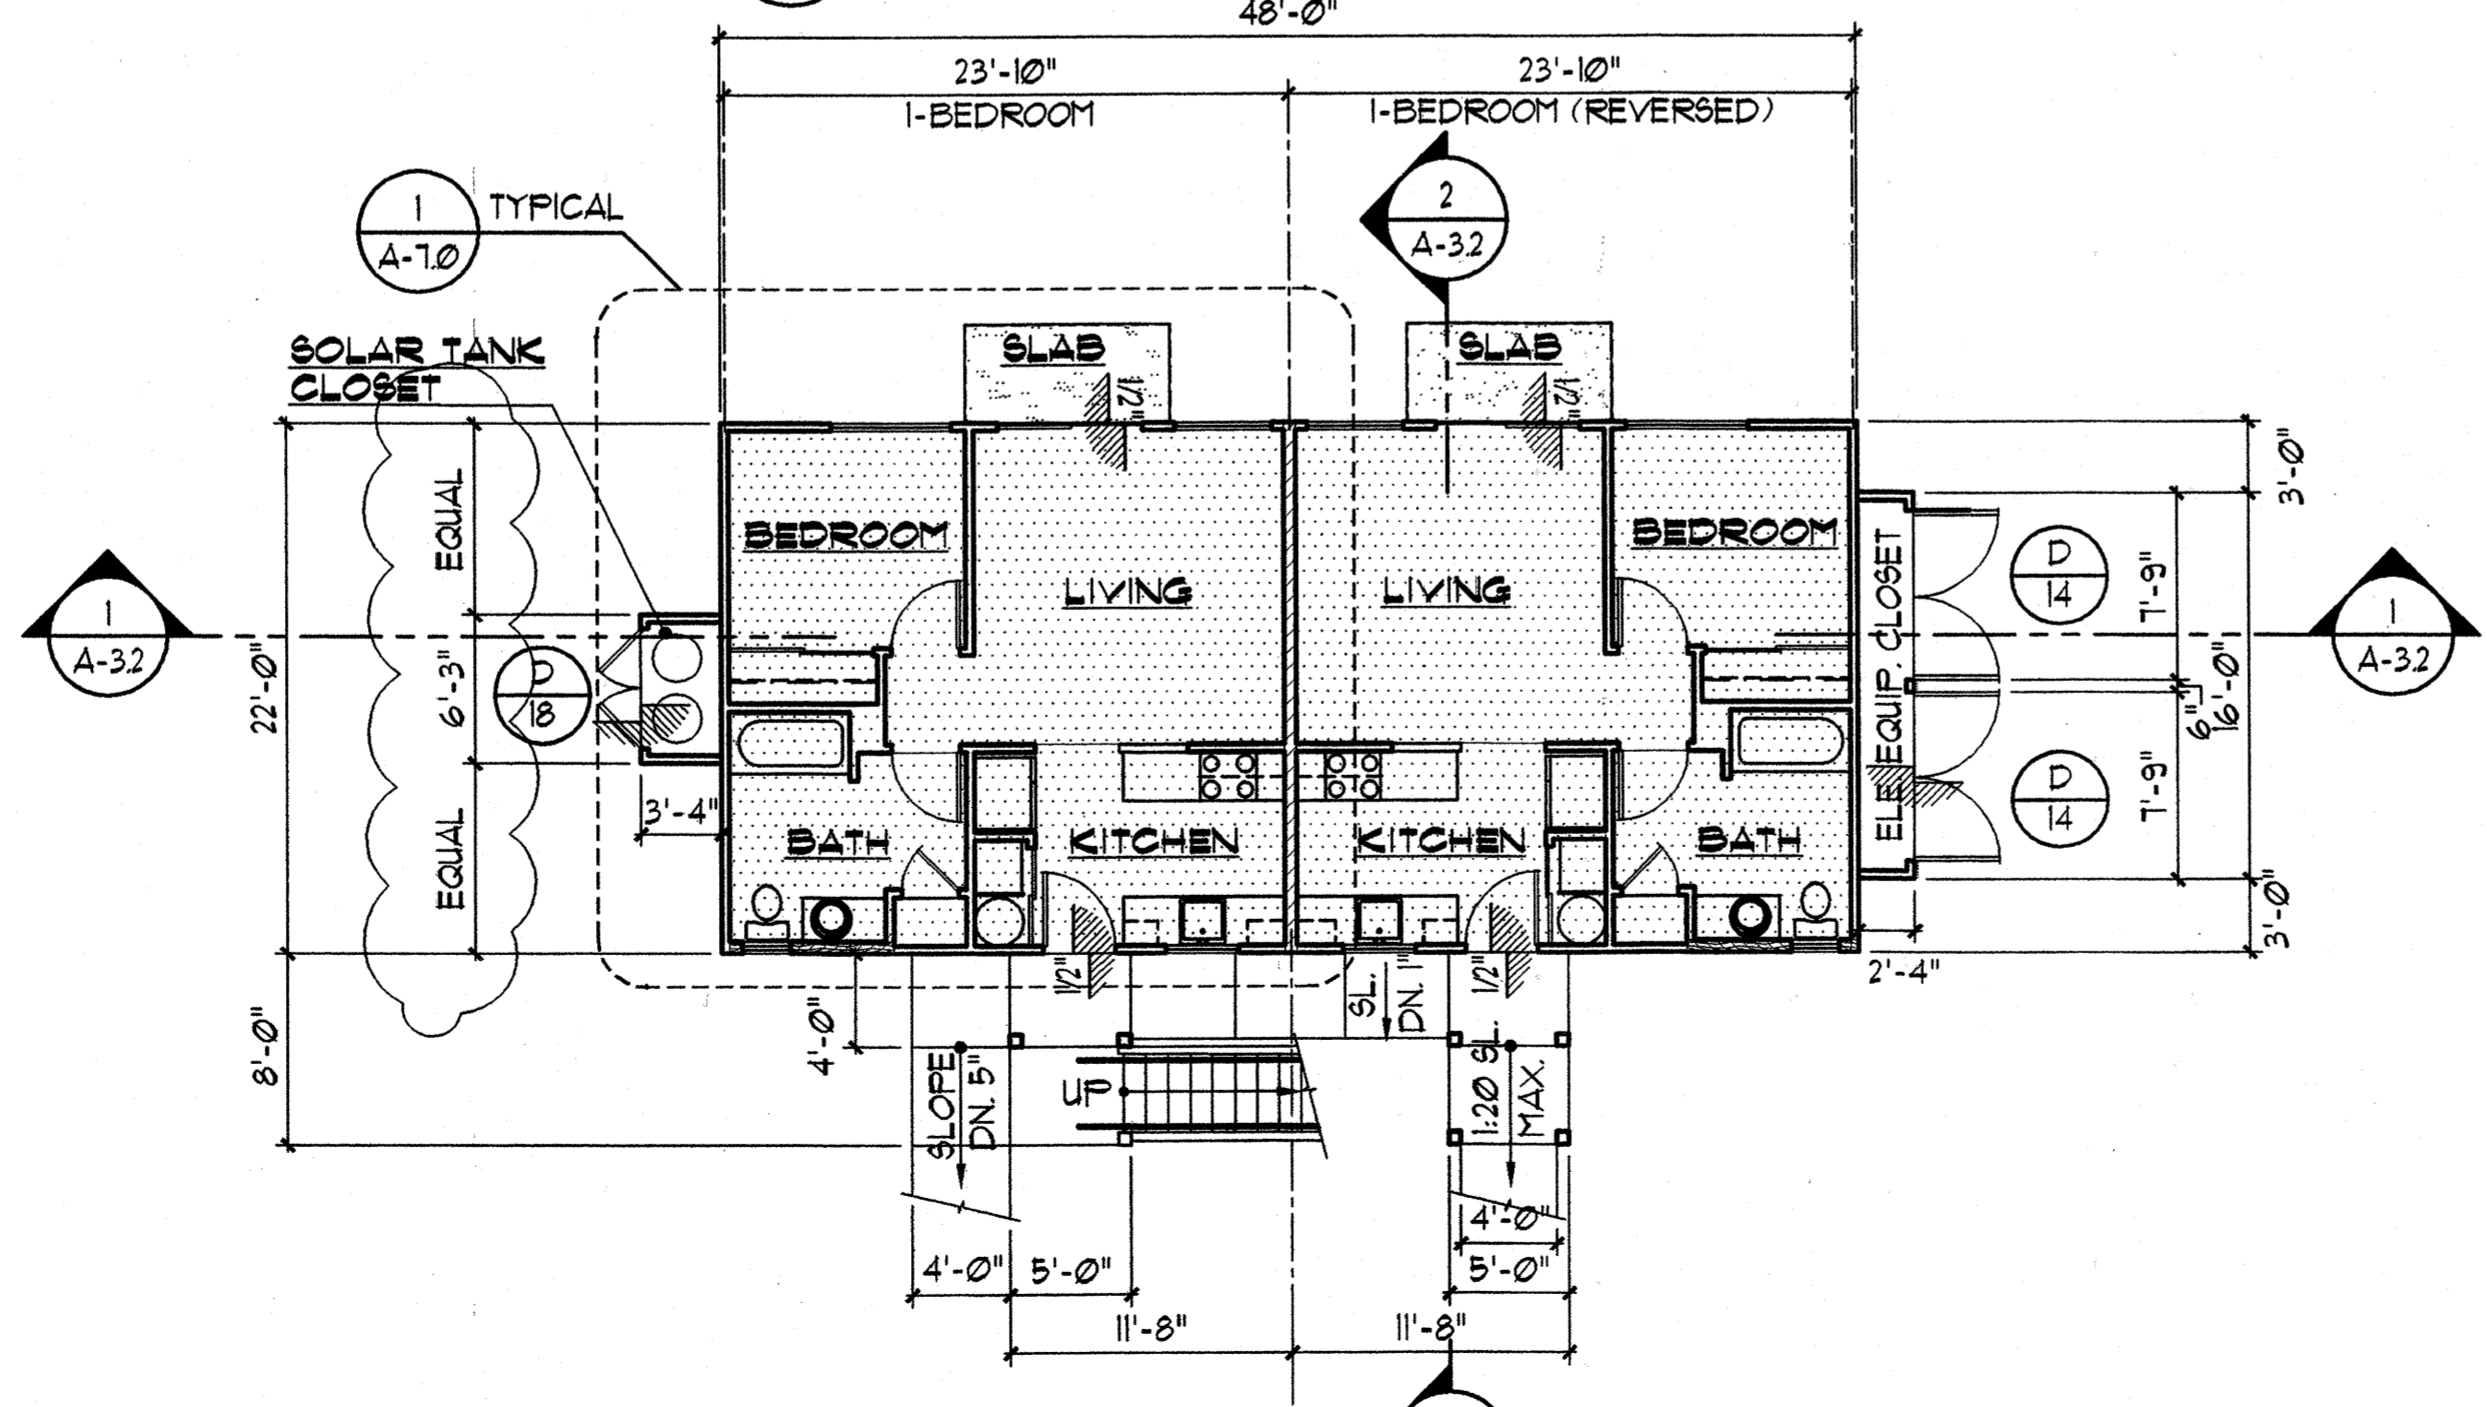 48'-0"
23'-10"
23'-10"
1-BEDROOM
1-BEDROOM (REVERSED)
1
A-7.0
TYPICAL
2
A-3.2
SOLAR TANK
CLOSET
SLAB
SLAB
1/2"
1/2"
EQUAL
BEDROOM
BEDROOM
LIVING
LIVING
3'-0"
ELEC EQUIP. CLOSET
D
14
7'-9"
1
A-3.2
1
A-3.2
22'-0"
6'-3"
D
18
6"
16'-0"
3'-4"
BATH
KITCHEN
KITCHEN
BATH
D
14
7'-9"
EQUAL
3'-0"
2'-4"
1/2"
SL.
DN. 1"
1/2"
8'-0"
4'-0"
SLOPE
DN. 5"
UP
1:20 SL.
MAX.
4'-0"
4'-0"
5'-0"
5'-0"
11'-8"
11'-8"